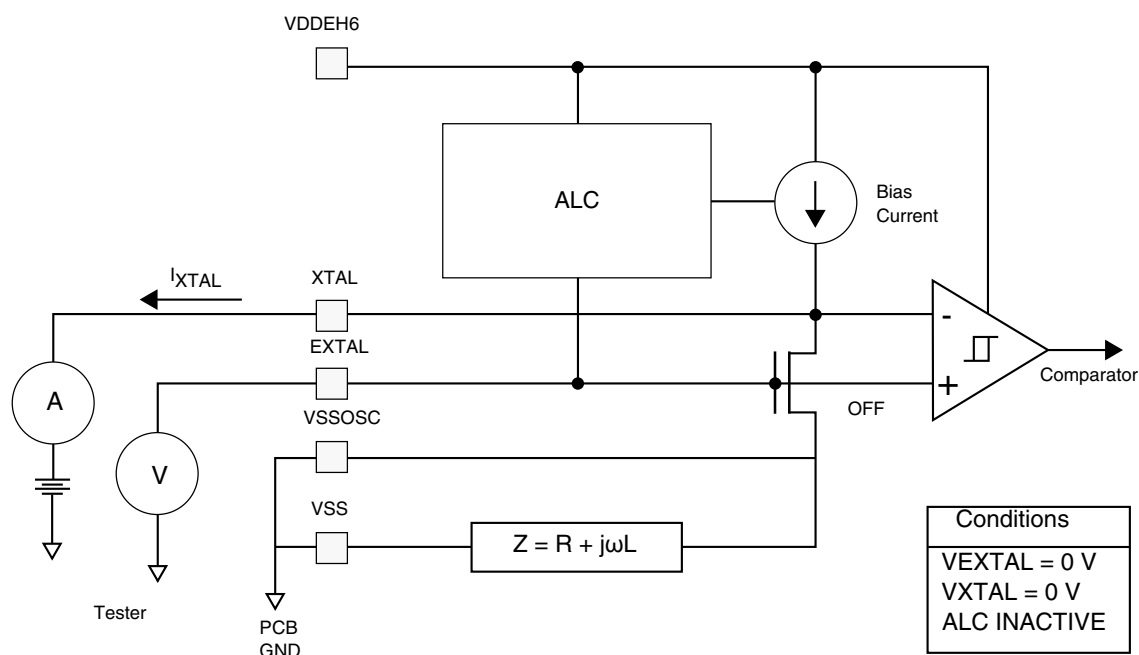 VDDEH6
ALC
Bias
Current
IXTAL
XTAL
EXTAL
-
+
Comparator
OFF
A
V
VSSOSC
VSS
Z = R + jωL
Tester
PCB
GND
Conditions
VEXTAL = 0 V
VXTAL = 0 V
ALC INACTIVE